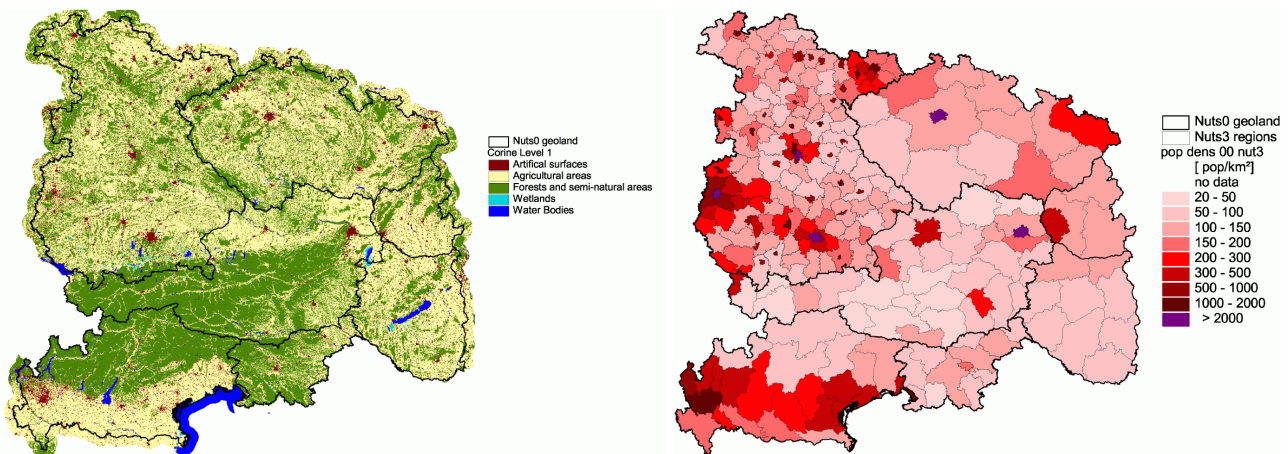 Nuts0 geoland
Corine Level 1
Artifical surfaces
Agricultural areas
Forests and semi-natural areas
Wetlands
Water Bodies
Nuts0 geoland
Nuts3 regions
pop dens 00 nut3
[ pop/km²]
no data
20 - 50
50 - 100
100 - 150
150 - 200
200 - 300
300 - 500
500 - 1000
1000 - 2000
> 2000